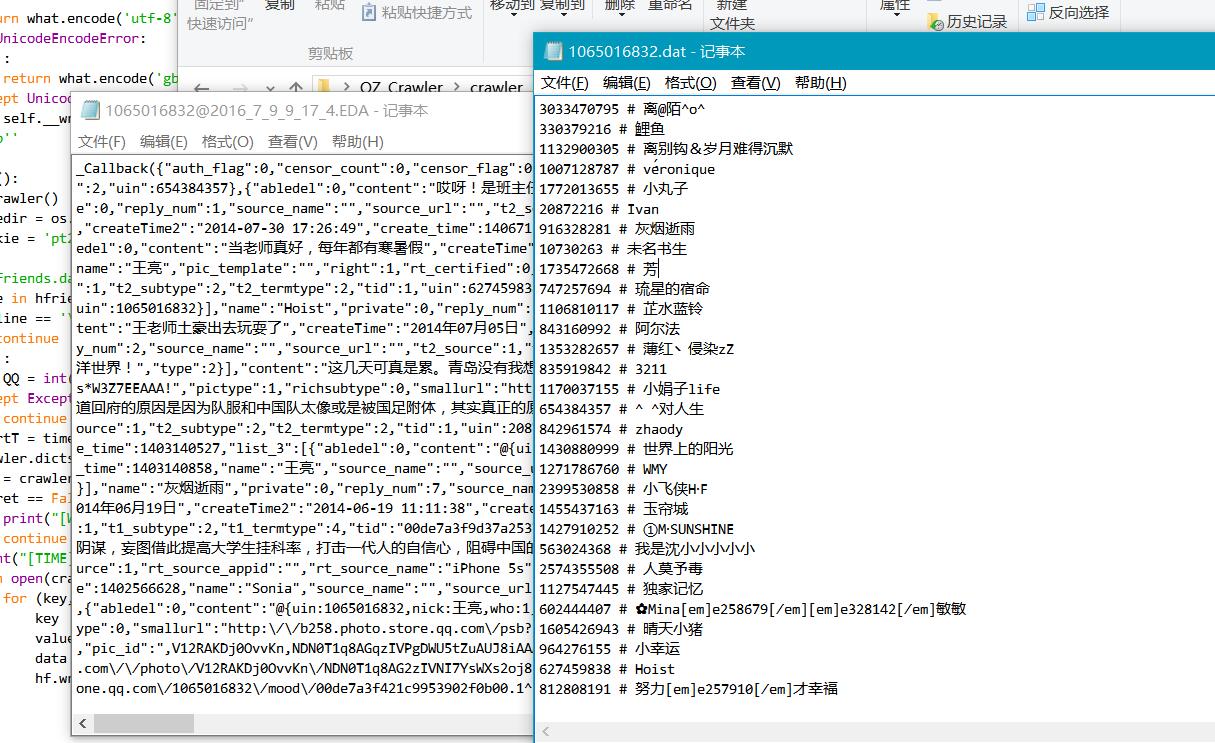 rn what.encode('utf-8'
UnicodeEncodeError:
:
return what.encode('gb
ept Unico
self.__wr
''
():
rawler()
edir = os.
kie = 'pt2
friends.da
e in hfrie
line == '\
continue
:
QQ = int(
ept Except
continue
rtT = time
wler.dicts
= crawler
ret == Fal
print("[W
continue
nt("[TIME
open(cra
for (key,
key
value
data
hf.wr
固定到"
快速访问"
复制
粘贴
粘贴快捷方式
剪贴板
移动到 复制到
删除 重命名
新建
文件夹
属性
历史记录
反向选择
QZ_Crawler > crawler
1065016832@2016_7_9_9_17_4.EDA - 记事本
文件(F) 编辑(E) 格式(O) 查看(V) 帮助(H)
_Callback({"auth_flag":0,"censor_count":0,"censor_flag":0
":2,"uin":654384357},{"abledel":0,"content":"哎呀！是班主任
e":0,"reply_num":1,"source_name":"","source_url":"","t2_so
,"createTime2":"2014-07-30 17:26:49","create_time":140671
edel":0,"content":"当老师真好，每年都有寒暑假","createTime"
name":"王亮","pic_template":"","right":1,"rt_certified":0,
":1,"t2_subtype":2,"t2_termtype":2,"tid":1,"uin":62745983
uin":1065016832}],"name":"Hoist","private":0,"reply_num":
tent":"王老师土豪出去玩耍了","createTime":"2014年07月05日",
y_num":2,"source_name":"","source_url":"","t2_source":1,"
洋世界！","type":2}],"content":"这几天可真是累。青岛没有我想
s*W3Z7EEAAA!","pictype":1,"richsubtype":0,"smallurl":"htt
道回府的原因是因为队服和中国队太像或是被国足附体，其实真正的原
ource":1,"t2_subtype":2,"t2_termtype":2,"tid":1,"uin":208
e_time":1403140527,"list_3":[{"abledel":0,"content":"@{ui
_time":1403140858,"name":"王亮","source_name":"","source_u
}],"name":"灰烟逝雨","private":0,"reply_num":7,"source_nam
014年06月19日","createTime2":"2014-06-19 11:11:38","create
:1,"t1_subtype":2,"t1_termtype":4,"tid":"00de7a3f9d37a253
阴谋，妄图借此提高大学生挂科率，打击一代人的自信心，阻碍中国的
ource":1,"rt_source_appid":"","rt_source_name":"iPhone 5s"
e":1402566628,"name":"Sonia","source_name":"","source_url
,{"abledel":0,"content":"@{uin:1065016832,nick:王亮,who:1,
ype":0,"smallurl":"http:\/\/b258.photo.store.qq.com\/psb?
,"pic_id":",V12RAKDj0OvvKn,NDN0T1q8AGqzIVPgDWU5tZuAUJ8iAA
.com\/\/photo\/V12RAKDj0OvvKn\/NDN0T1q8AG2zIVNI7YsWXs2oj8
one.qq.com\/1065016832\/mood\/00de7a3f421c9953902f0b00.1^
1065016832.dat - 记事本
文件(F) 编辑(E) 格式(O) 查看(V) 帮助(H)
3033470795 # 离@陌^o^
330379216 # 鲤鱼
1132900305 # 离别钩＆岁月难得沉默
1007128787 # véronique
1772013655 # 小丸子
20872216 # Ivan
916328281 # 灰烟逝雨
10730263 # 未名书生
1735472668 # 芳
747257694 # 琉星的宿命
1106810117 # 芷水蓝铃
843160992 # 阿尔法
1353282657 # 薄红丶侵染zZ
835919842 # 3211
1170037155 # 小娟子life
654384357 # ^ ^对人生
842961574 # zhaody
1430880999 # 世界上的阳光
1271786760 # WMY
2399530858 # 小飞侠H·F
1455437163 # 玉帘城
1427910252 # ①M·SUNSHINE
563024368 # 我是沈小小小小小
2574355508 # 人莫予毒
1127547445 # 独家记忆
602444407 # ✿Mina[em]e258679[/em][em]e328142[/em]敏敏
1605426943 # 晴天小猪
964276155 # 小幸运
627459838 # Hoist
812808191 # 努力[em]e257910[/em]才幸福